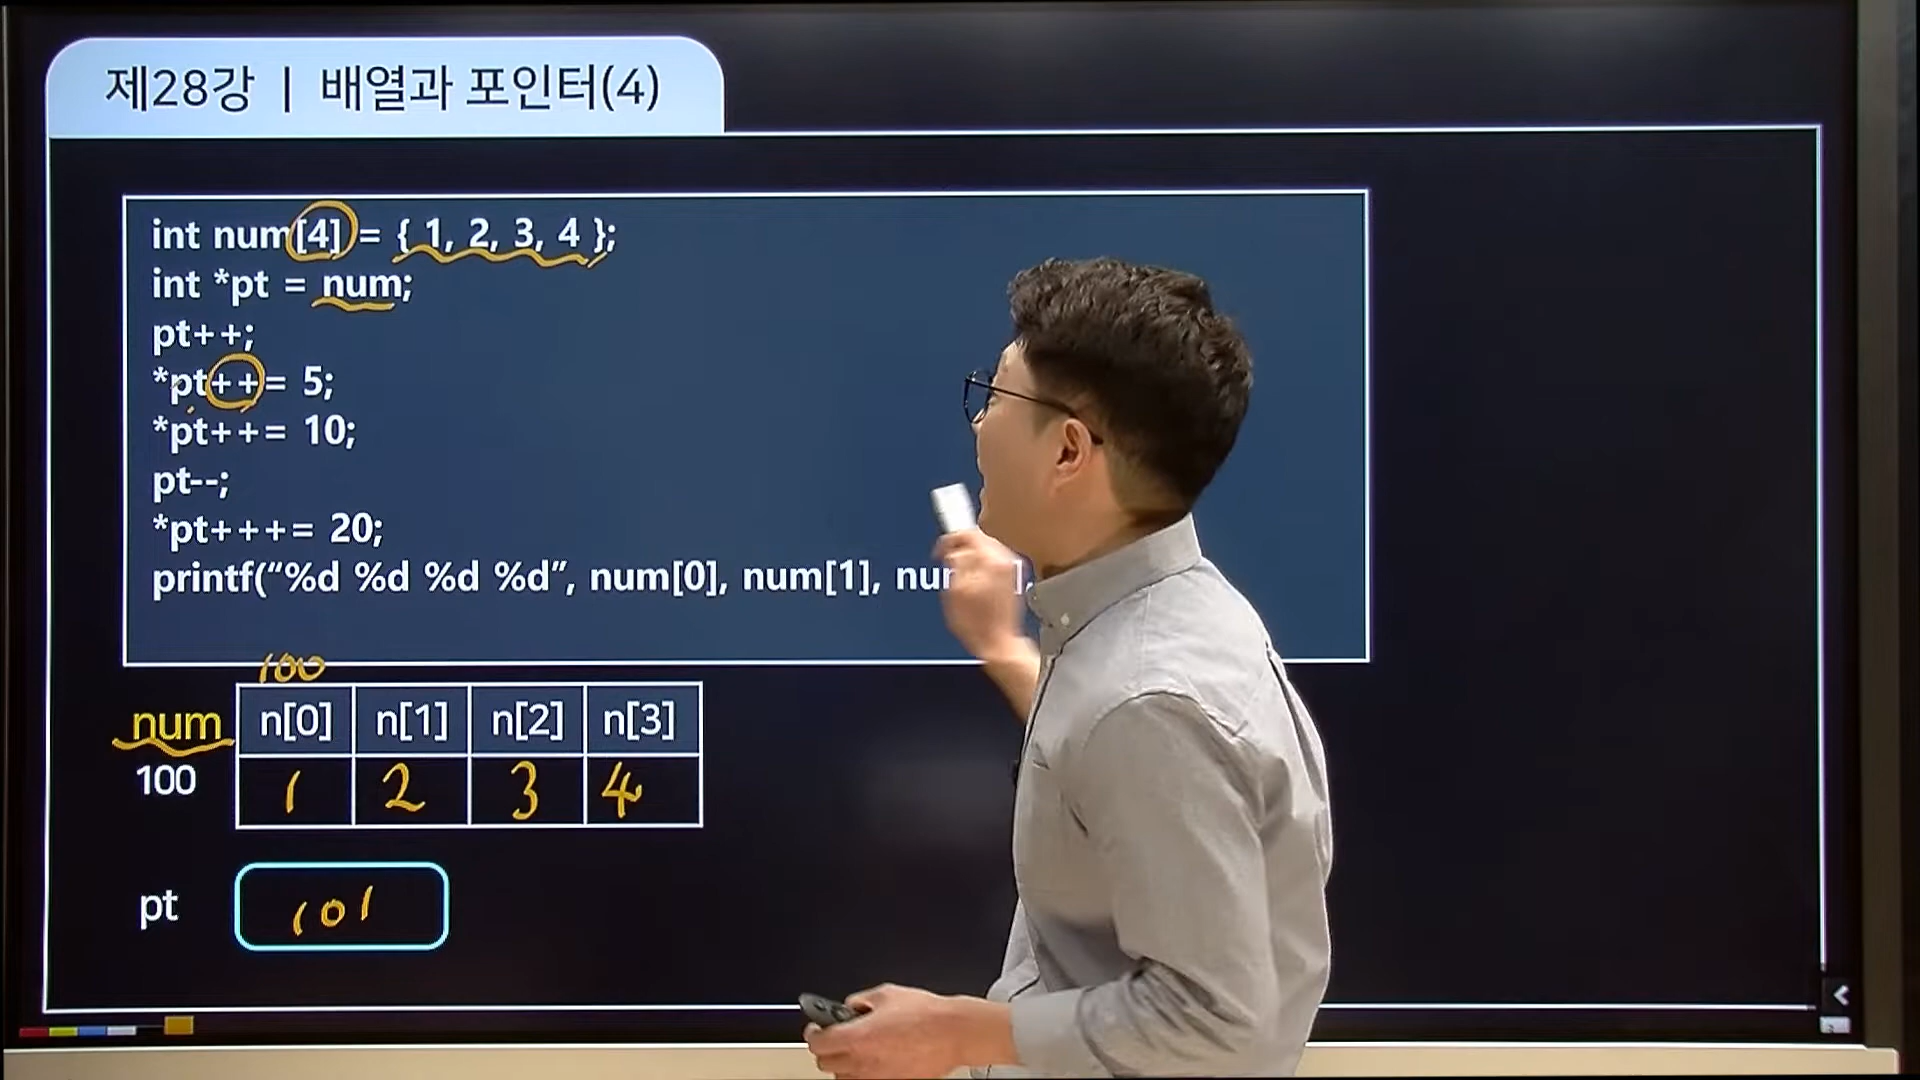 제28강 | 배열과 포인터(4)
int num[4] = { 1, 2, 3, 4 };
int *pt = num;
pt++;
*pt++= 5;
*pt++= 10;
pt--;
*pt+++= 20;
printf("%d %d %d %d", num[0], num[1],
100
num n[0] n[1] n[2] n[3]
100 1 2 3 4
pt 101